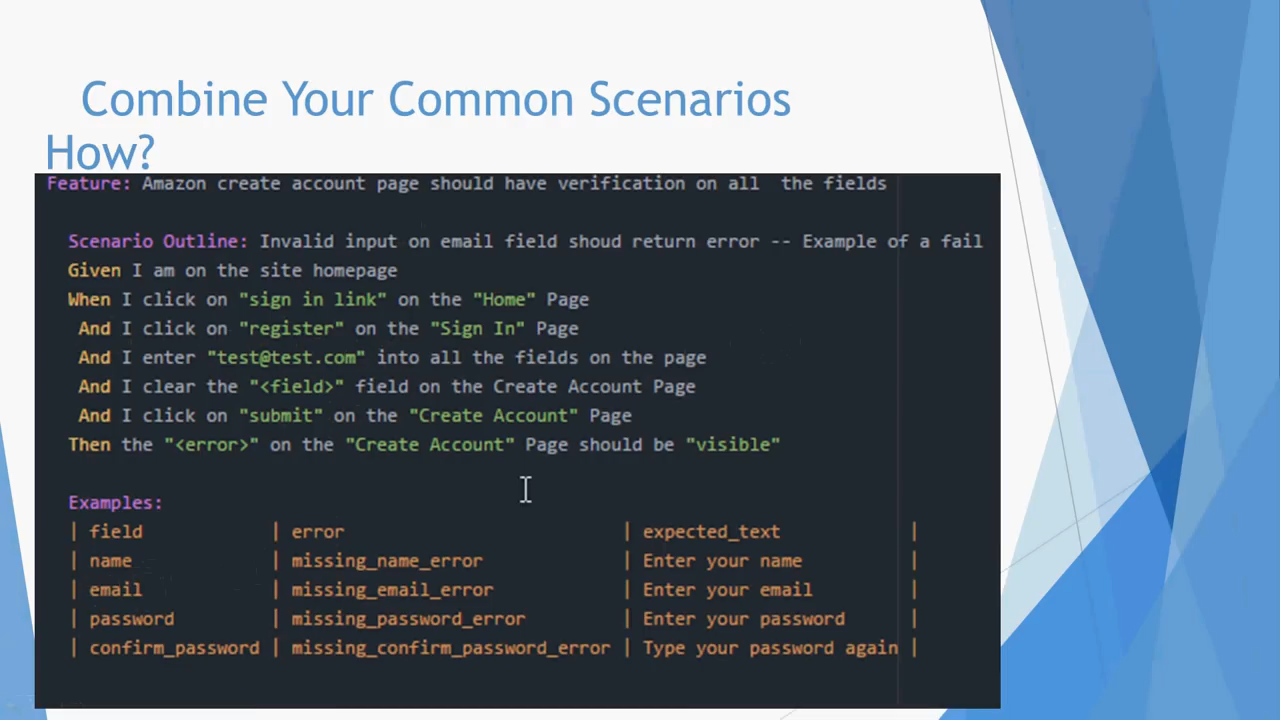 Combine Your Common Scenarios
How?
Feature: Amazon create account page should have verification on all  the fields
Scenario Outline: Invalid input on email field shoud return error -- Example of a fail
Given I am on the site homepage
When I click on "sign in link" on the "Home" Page
And I click on "register" on the "Sign In" Page
And I enter "test@test.com" into all the fields on the page
And I clear the "<field>" field on the Create Account Page
And I click on "submit" on the "Create Account" Page
Then the "<error>" on the "Create Account" Page should be "visible"
Examples:
| field | error | expected_text |
| name | missing_name_error | Enter your name |
| email | missing_email_error | Enter your email |
| password | missing_password_error | Enter your password |
| confirm_password | missing_confirm_password_error | Type your password again |